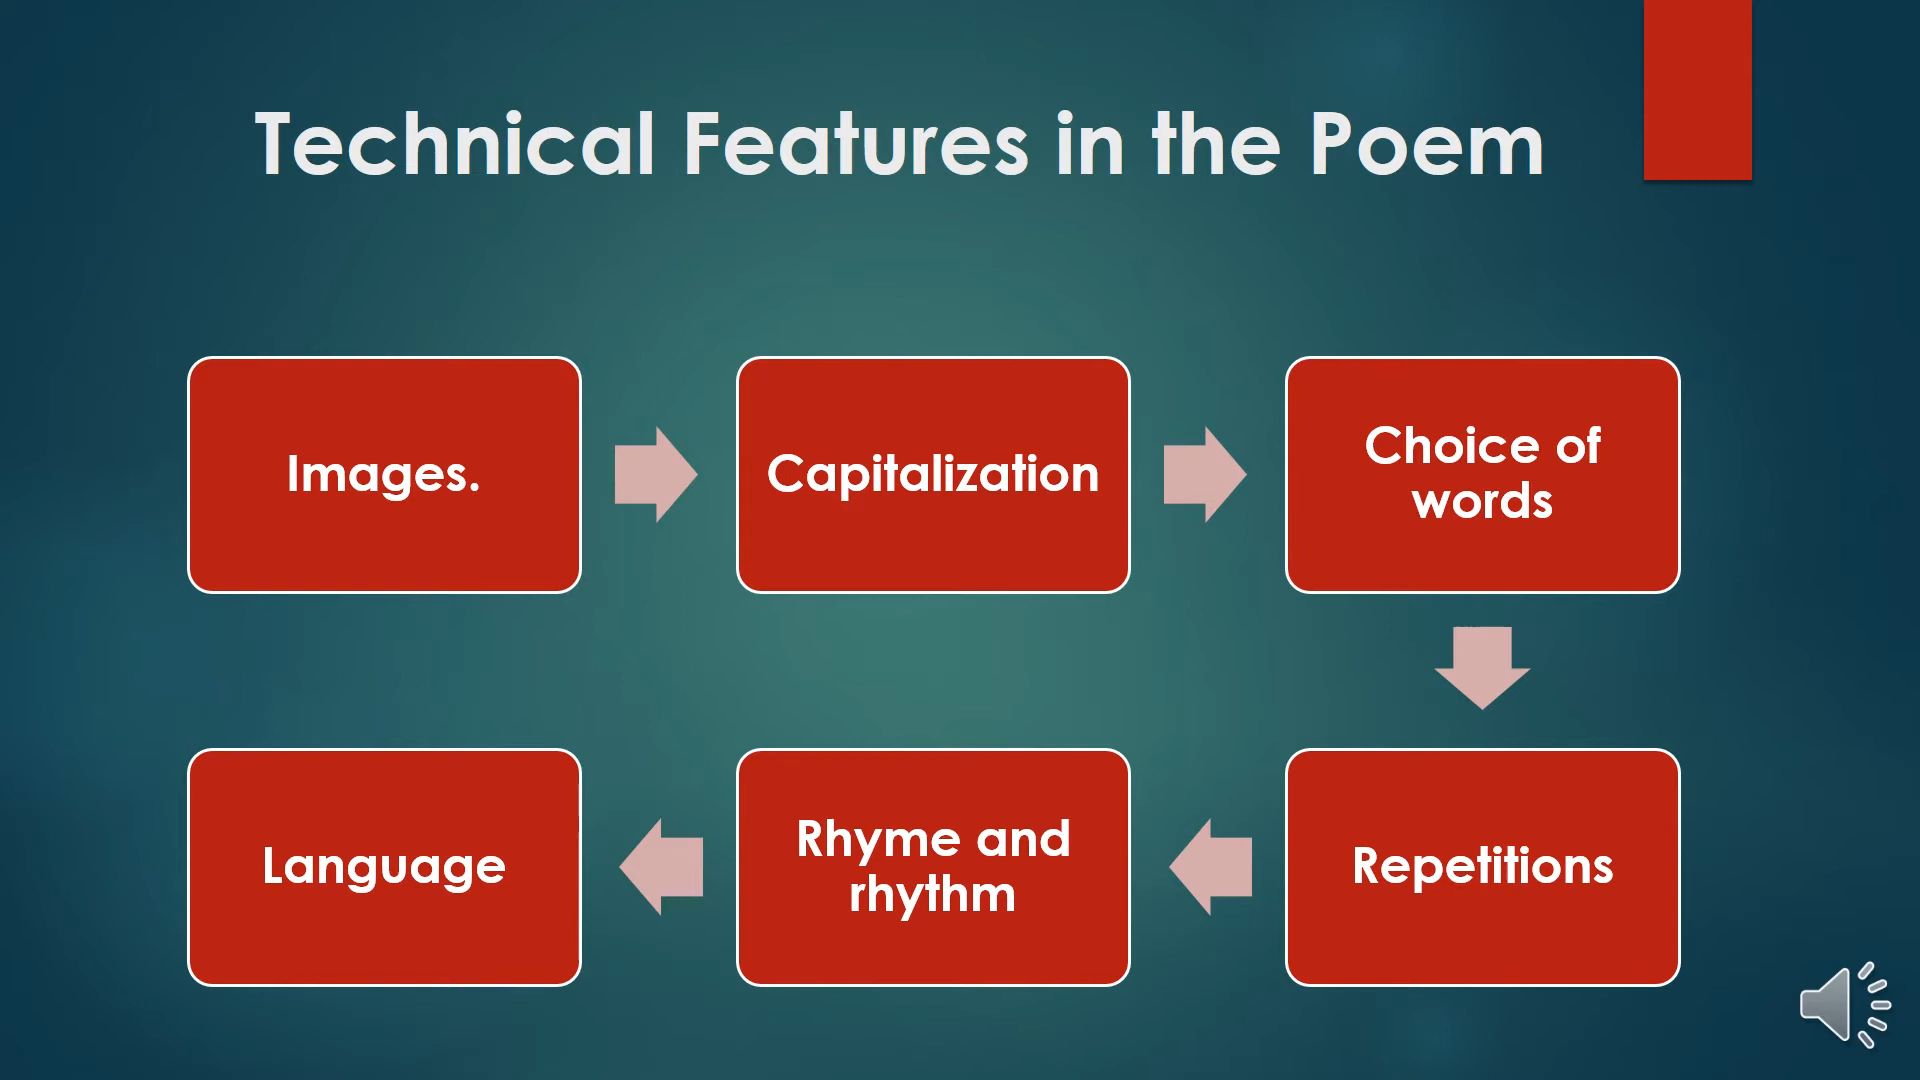 Technical Features in the Poem
Images.
Capitalization
Choice of
words
Repetitions
Rhyme and
rhythm
Language